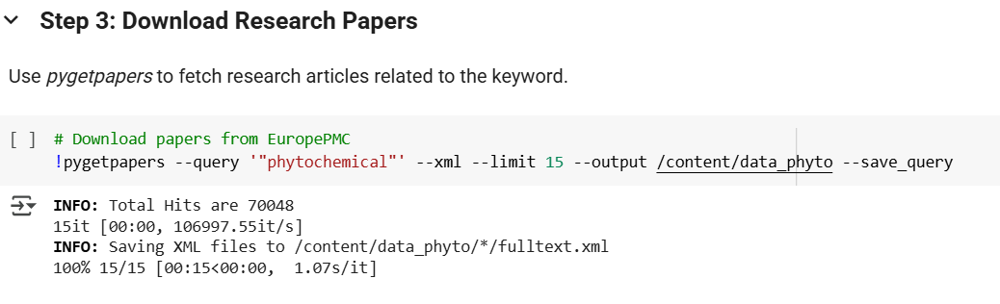 Step 3: Download Research Papers
Use pygetpapers to fetch research articles related to the keyword.
[ ] # Download papers from EuropePMC
!pygetpapers --query '"phytochemical"' --xml --limit 15 --output /content/data_phyto --save_query
INFO: Total Hits are 70048
15it [00:00, 106997.55it/s]
INFO: Saving XML files to /content/data_phyto/*/fulltext.xml
100% 15/15 [00:15<00:00,  1.07s/it]